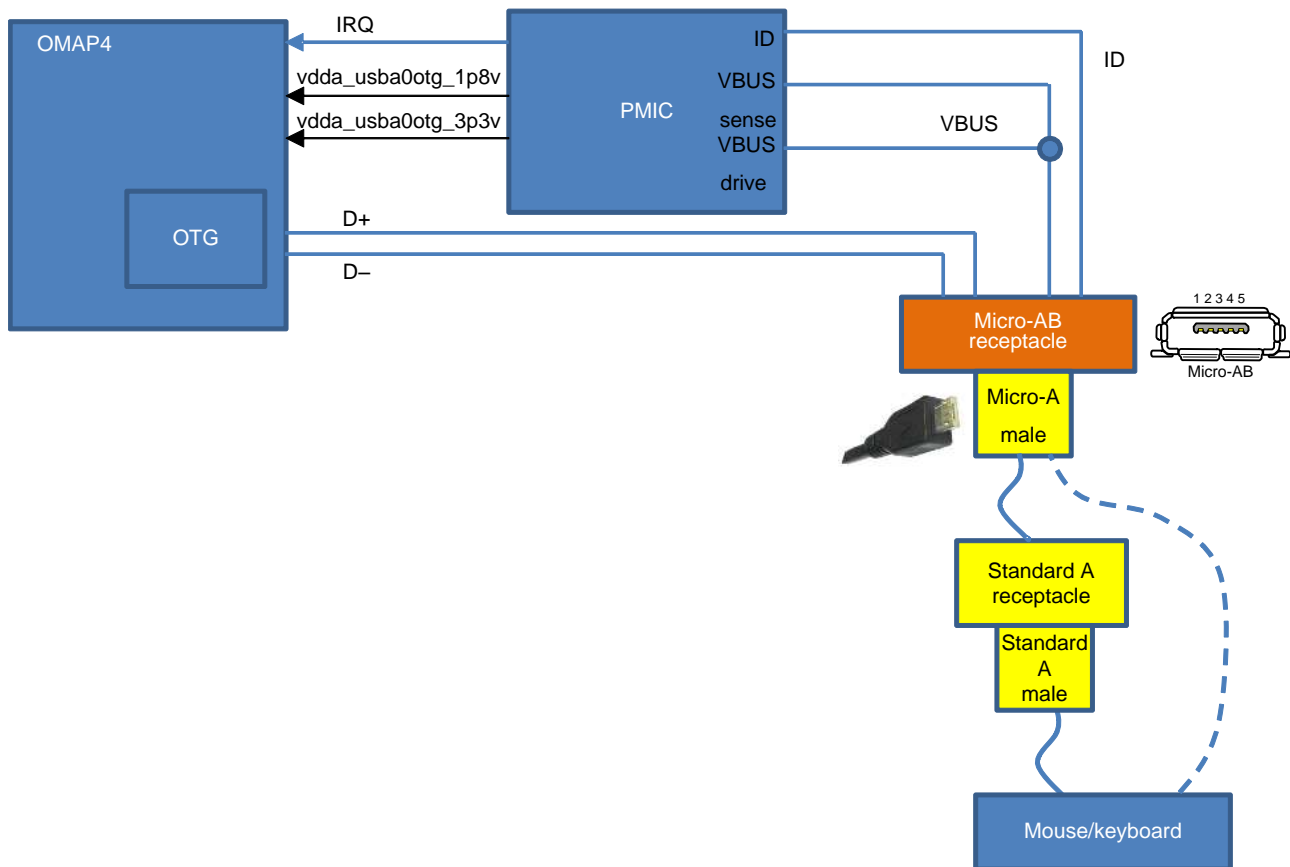 IRQ
OMAP4
vdda_usba0otg_1p8v
vdda_usba0otg_3p3v
PMIC
ID
VBUS
sense
VBUS
drive
ID
VBUS
OTG
D+
D–
Micro-AB
receptacle
1 2 3 4 5
Micro-AB
Micro-A
male
Standard A
receptacle
Standard
A
male
Mouse/keyboard